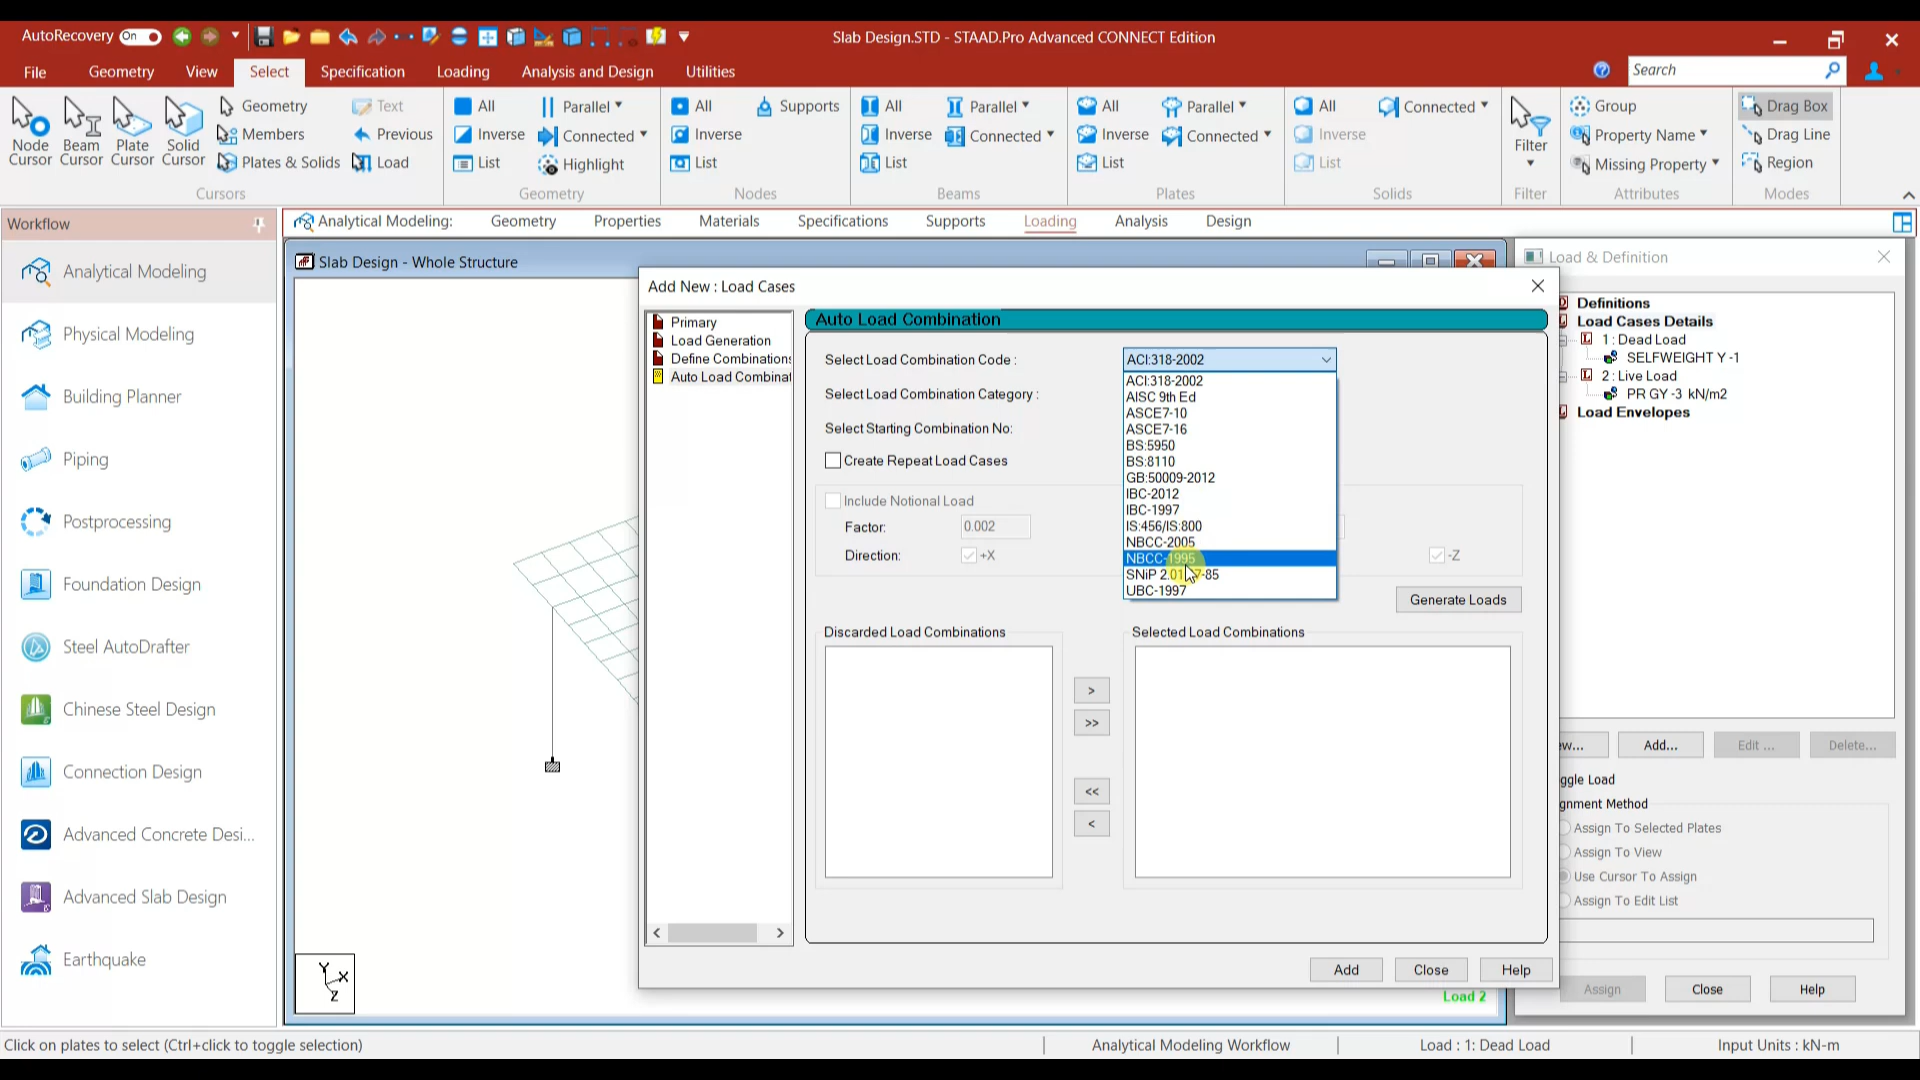 AutoRecovery On
Slab Design.STD - STAAD.Pro Advanced CONNECT Edition
File Geometry View Select Specification Loading Analysis and Design Utilities
Search
Node Cursor
Beam Cursor
Plate Cursor
Solid Cursor
Geometry
Members
Plates & Solids
Text
Previous
Load
Cursors
All
Inverse
List
Parallel
Connected
Highlight
Geometry
All
Inverse
List
Supports
Nodes
All
Inverse
List
Parallel
Connected
Beams
All
Inverse
List
Parallel
Connected
Plates
All
Inverse
List
Connected
Solids
Filter
Filter
Group
Property Name
Missing Property
Attributes
Drag Box
Drag Line
Region
Modes
Workflow
Analytical Modeling
Physical Modeling
Building Planner
Piping
Postprocessing
Foundation Design
Steel AutoDrafter
Chinese Steel Design
Connection Design
Advanced Concrete Desi...
Advanced Slab Design
Earthquake
Analytical Modeling: Geometry Properties Materials Specifications Supports Loading Analysis Design
Slab Design - Whole Structure
Y
X
Z
Load 2
Add New : Load Cases
Primary
Load Generation
Define Combinations
Auto Load Combinat
Auto Load Combination
Select Load Combination Code :
ACI:318-2002
Select Load Combination Category :
Select Starting Combination No:
Create Repeat Load Cases
Include Notional Load
Factor: 0.002
Direction: +X
-Z
ACI:318-2002
AISC 9th Ed
ASCE7-10
ASCE7-16
BS:5950
BS:8110
GB:50009-2012
IBC-2012
IBC-1997
IS:456/IS:800
NBCC-2005
NBCC-1995
SNiP 2.01 7-85
UBC-1997
Generate Loads
Discarded Load Combinations
Selected Load Combinations
>
>>
<<
<
Add Close Help
Load & Definition
Definitions
Load Cases Details
1 : Dead Load
SELFWEIGHT Y -1
2 : Live Load
PR GY -3 kN/m2
Load Envelopes
ew... Add... Edit ... Delete...
ggle Load
gnment Method
Assign To Selected Plates
Assign To View
Use Cursor To Assign
Assign To Edit List
Assign Close Help
Click on plates to select (Ctrl+click to toggle selection)
Analytical Modeling Workflow
Load : 1: Dead Load
Input Units : kN-m